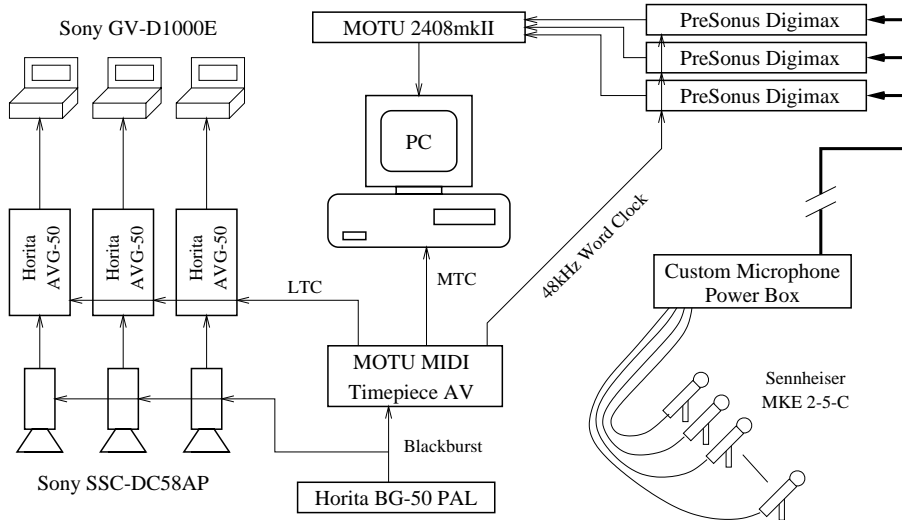 Sony GV-D1000E
MOTU 2408mkII
PreSonus Digimax
PreSonus Digimax
PreSonus Digimax
PC
Horita
AVG-50
Horita
AVG-50
Horita
AVG-50
48kHz Word Clock
LTC
MTC
Custom Microphone
Power Box
MOTU MIDI
Timepiece AV
Sennheiser
MKE 2-5-C
Blackburst
Sony SSC-DC58AP
Horita BG-50 PAL